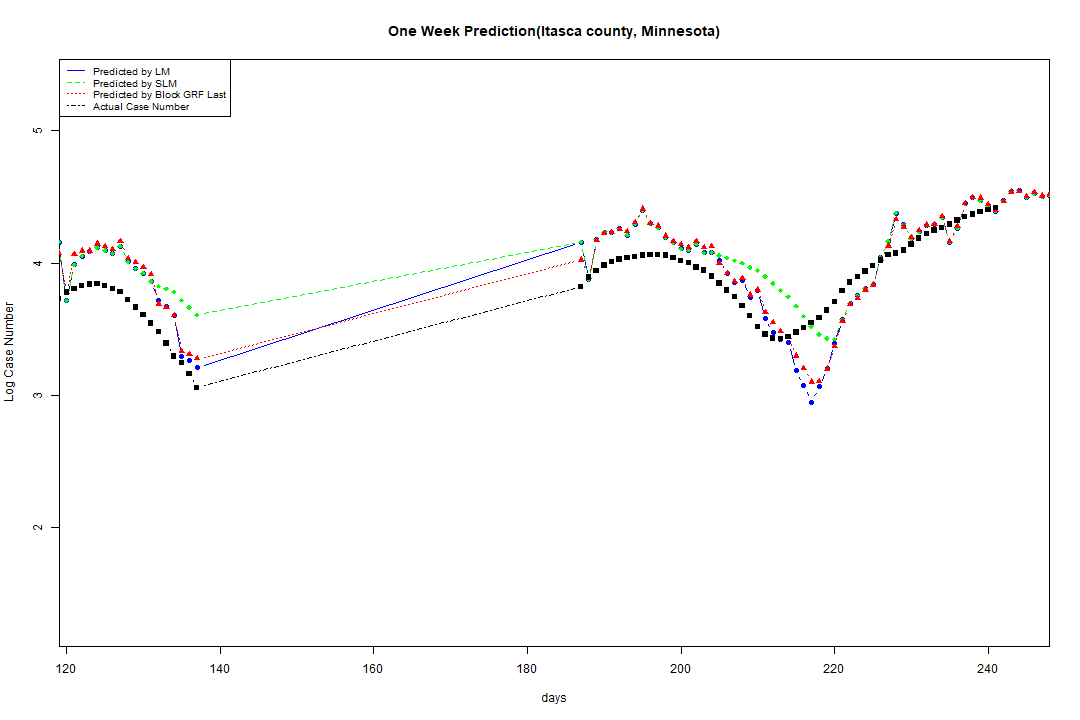 One Week Prediction(Itasca county, Minnesota)
Predicted by LM
Predicted by SLM
Predicted by Block GRF Last
Actual Case Number
5
4
3
2
Log Case Number
120 140 160 180 200 220 240
days